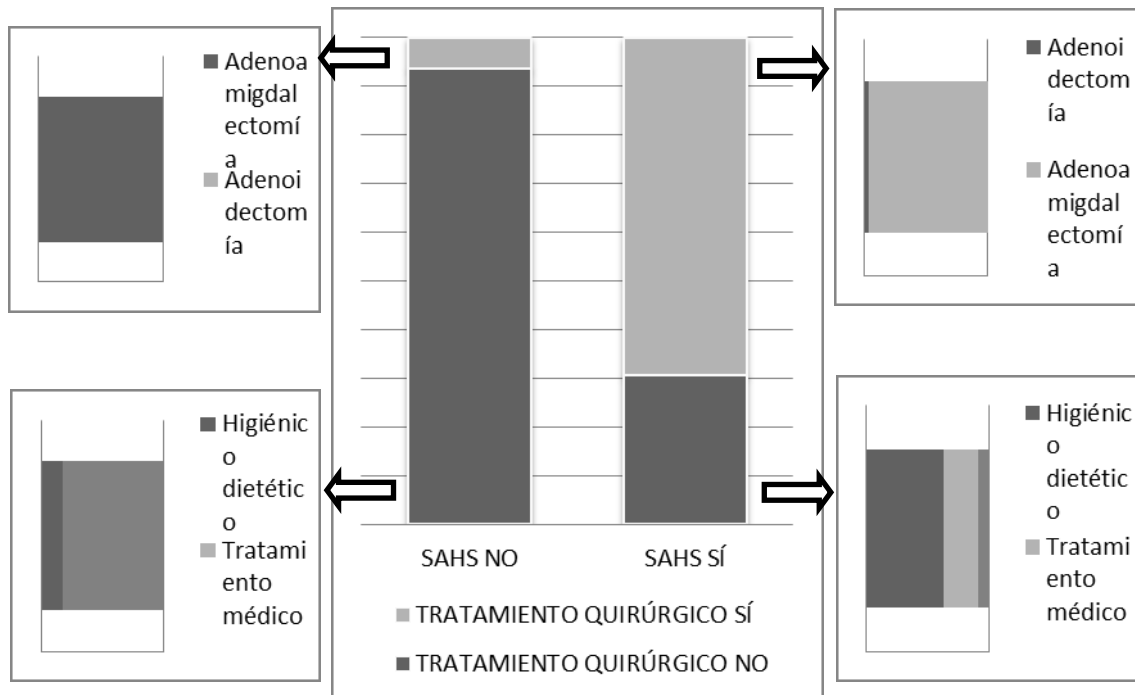 Adenoa
migdal
ectomí
a
Adenoi
dectom
ía
Adenoi
dectom
ía
Adenoa
migdal
ectomí
a
Higiénic
o
dietétic
o
Tratami
ento
médico
SAHS NO
SAHS SÍ
TRATAMIENTO QUIRÚRGICO SÍ
TRATAMIENTO QUIRÚRGICO NO
Higiénic
o
dietétic
o
Tratami
ento
médico